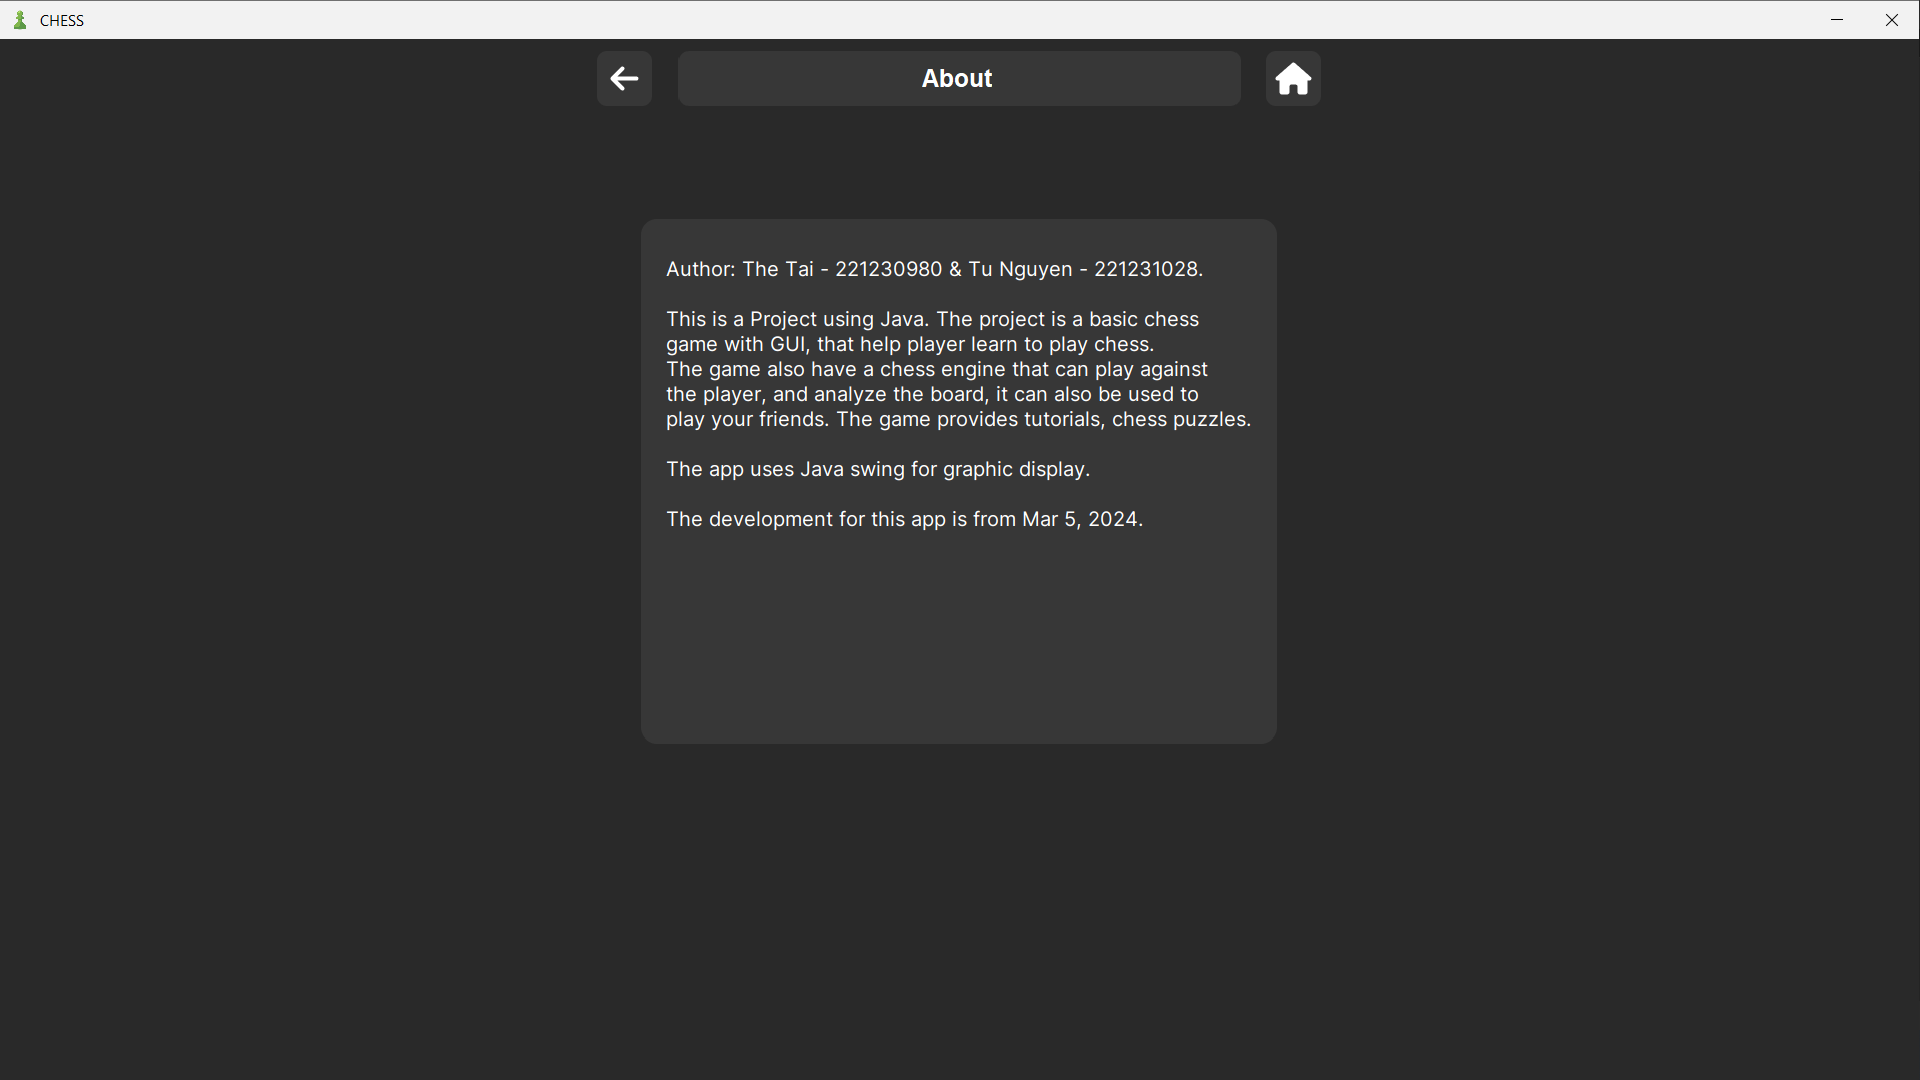 CHESS
About
Author: The Tai - 221230980 & Tu Nguyen - 221231028.
This is a Project using Java. The project is a basic chess
game with GUI, that help player learn to play chess.
The game also have a chess engine that can play against
the player, and analyze the board, it can also be used to
play your friends. The game provides tutorials, chess puzzles.
The app uses Java swing for graphic display.
The development for this app is from Mar 5, 2024.